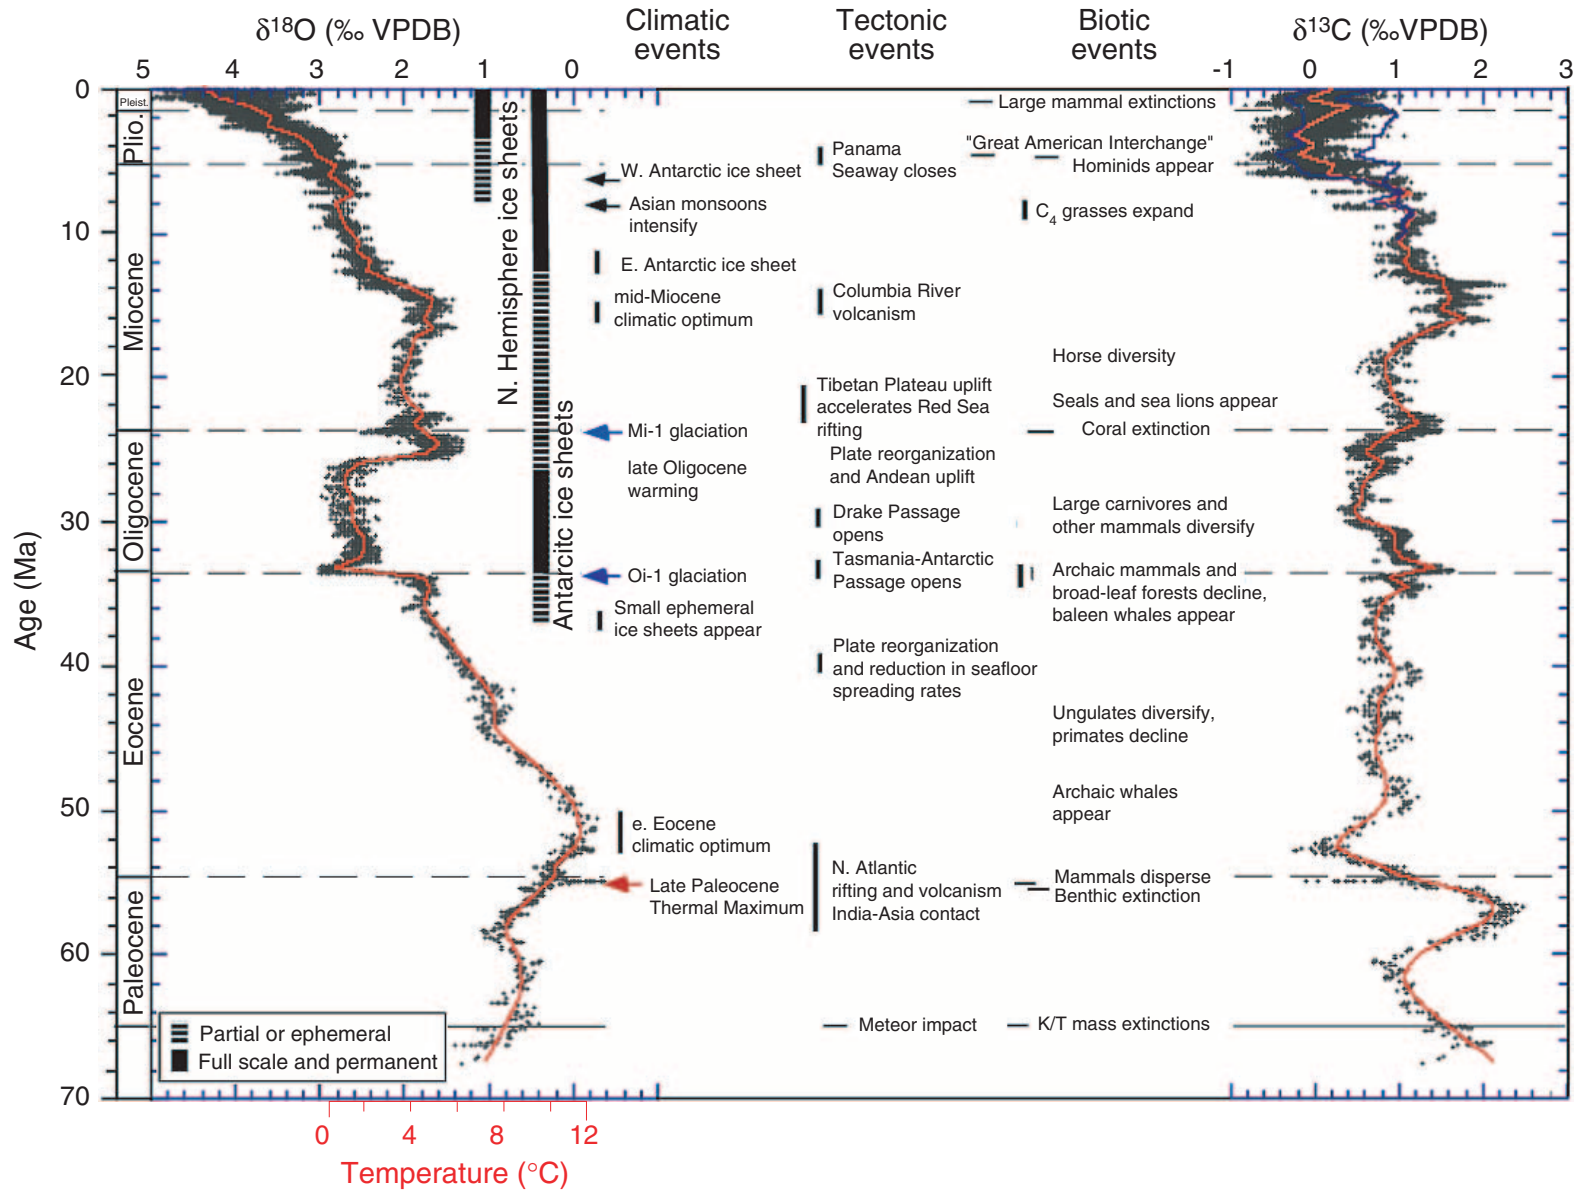 δ18O (‰ VPDB)
Climatic
events
Tectonic
events
Biotic
events
δ13C (‰VPDB)
5 4 3 2 1 0
-1 0 1 2 3
Age (Ma)
0
10
20
30
40
50
60
70
Pleist.
Plio.
Miocene
Oligocene
Eocene
Paleocene
N. Hemisphere ice sheets
Antarcitc ice sheets
W. Antarctic ice sheet
Asian monsoons
intensify
E. Antarctic ice sheet
mid-Miocene
climatic optimum
Mi-1 glaciation
late Oligocene
warming
Oi-1 glaciation
Small ephemeral
ice sheets appear
e. Eocene
climatic optimum
Late Paleocene
Thermal Maximum
Panama
Seaway closes
Columbia River
volcanism
Tibetan Plateau uplift
accelerates Red Sea
rifting
Plate reorganization
and Andean uplift
Drake Passage
opens
Tasmania-Antarctic
Passage opens
Plate reorganization
and reduction in seafloor
spreading rates
N. Atlantic
rifting and volcanism
India-Asia contact
Meteor impact
Large mammal extinctions
"Great American Interchange"
Hominids appear
C4 grasses expand
Horse diversity
Seals and sea lions appear
Coral extinction
Large carnivores and
other mammals diversify
Archaic mammals and
broad-leaf forests decline,
baleen whales appear
Ungulates diversify,
primates decline
Archaic whales
appear
Mammals disperse
Benthic extinction
K/T mass extinctions
Partial or ephemeral
Full scale and permanent
0 4 8 12
Temperature (°C)